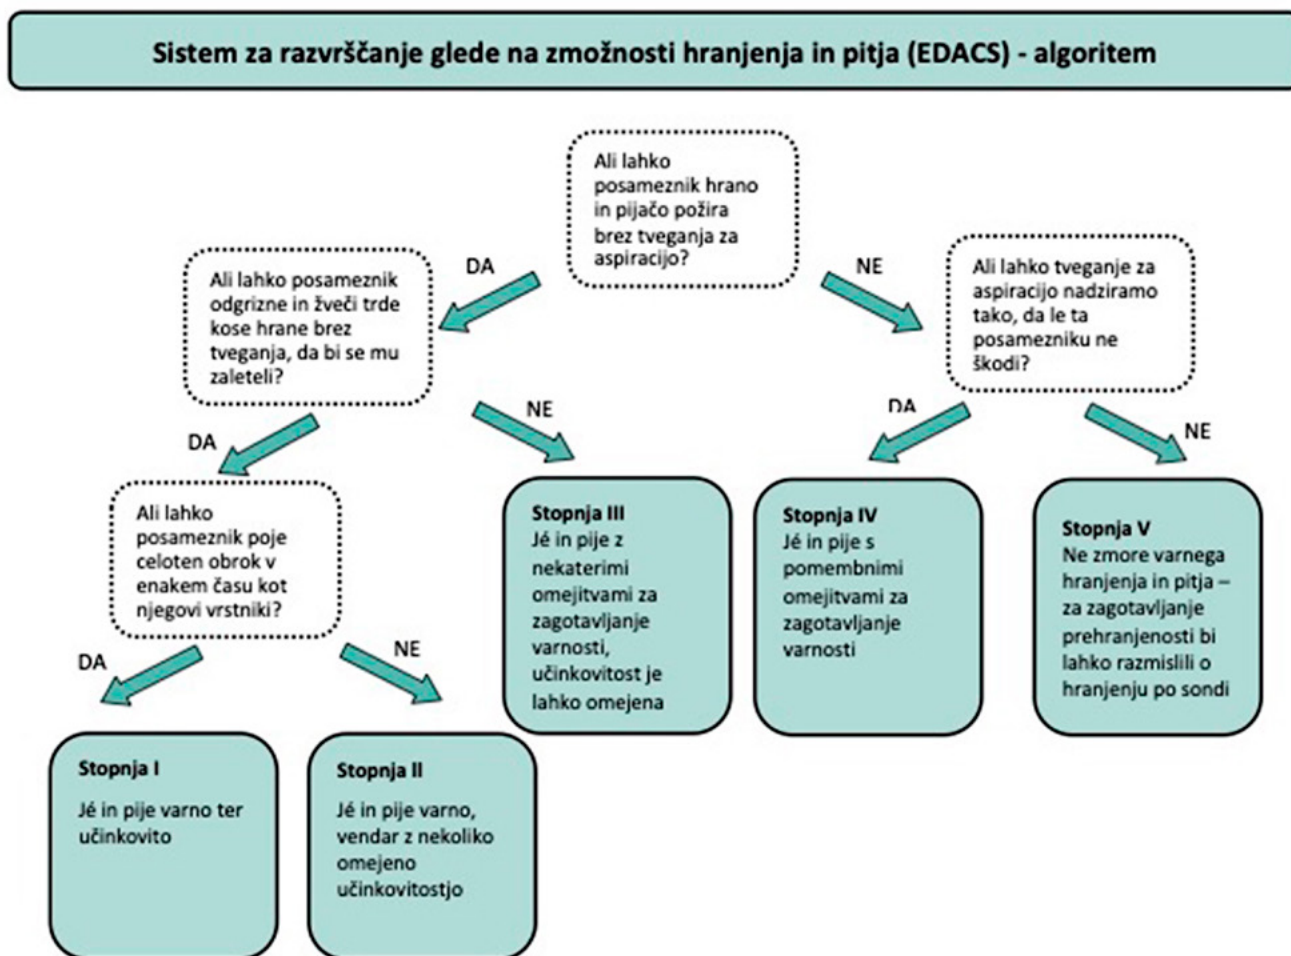 Sistem za razvrščanje glede na zmožnosti hranjenja in pitja (EDACS) - algoritem
Ali lahko
posameznik hrano
in pijačo požira
brez tveganja za
aspiracijo?
DA
NE
Ali lahko posameznik
odgrizne in žveči trde
kose hrane brez
tveganja, da bi se mu
zaleteli?
Ali lahko tveganje za
aspiracijo nadziramo
tako, da le ta
posamezniku ne
škodi?
DA
NE
DA
NE
Ali lahko
posameznik poje
celoten obrok v
enakem času kot
njegovi vrstniki?
Stopnja III
Jé in pije z
nekaterimi
omejitvami za
zagotavljanje
varnosti,
učinkovitost je
lahko omejena
Stopnja IV
Jé in pije s
pomembnimi
omejitvami za
zagotavljanje
varnosti
Stopnja V
Ne zmore varnega
hranjenja in pitja –
za zagotavljanje
prehranjenosti bi
lahko razmislili o
hranjenju po sondi
DA
NE
Stopnja I
Jé in pije varno ter
učinkovito
Stopnja II
Jé in pije varno,
vendar z nekoliko
omejeno
učinkovitostjo